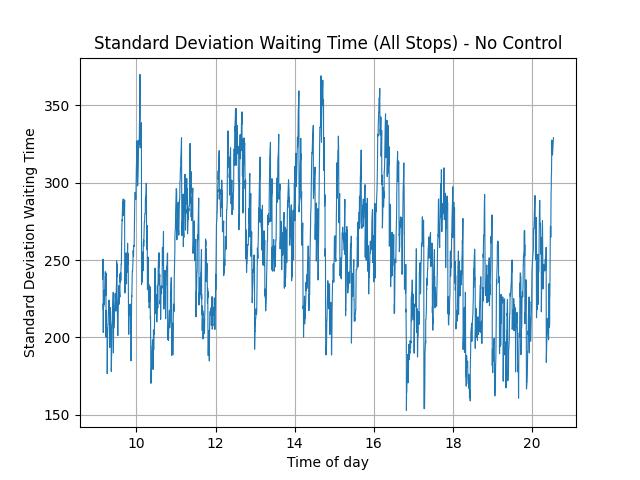 Standard Deviation Waiting Time (All Stops) - No Control
350
300
250
200
150
Standard Deviation Waiting Time
10 12 14 16 18 20
Time of day